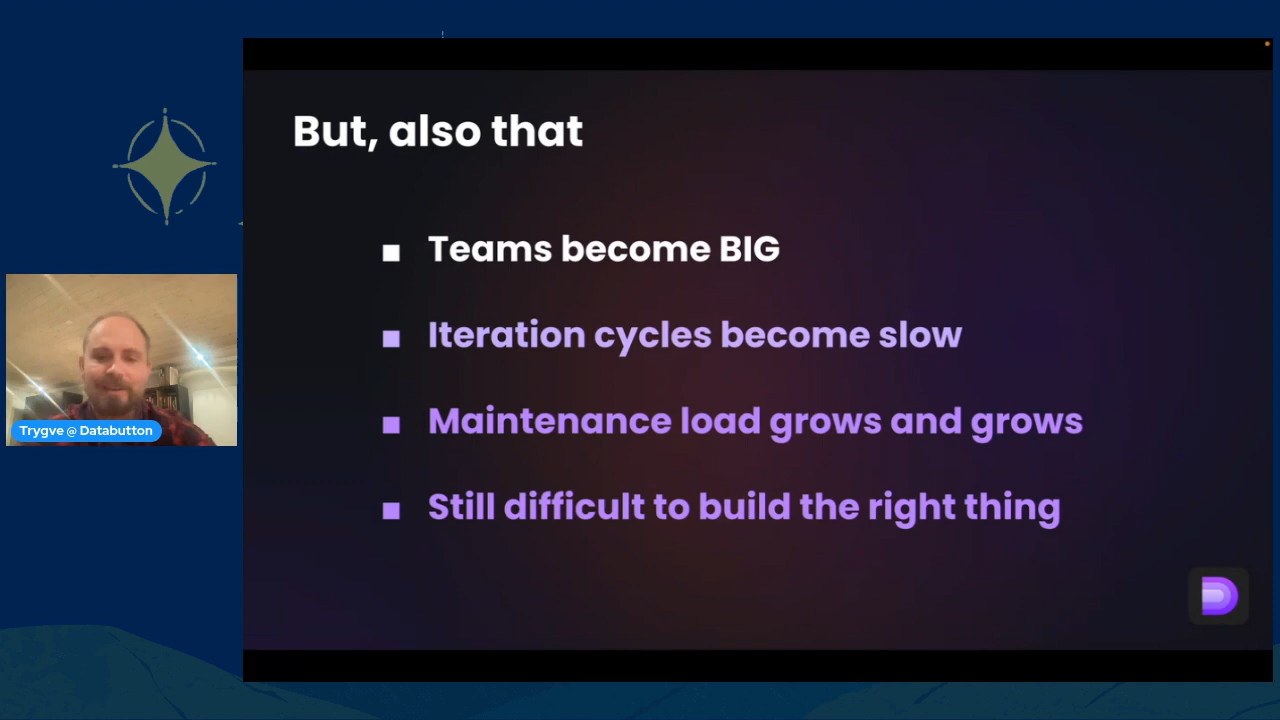 But, also that
Teams become BIG
Iteration cycles become slow
Maintenance load grows and grows
Still difficult to build the right thing
Trygve @ Databutton